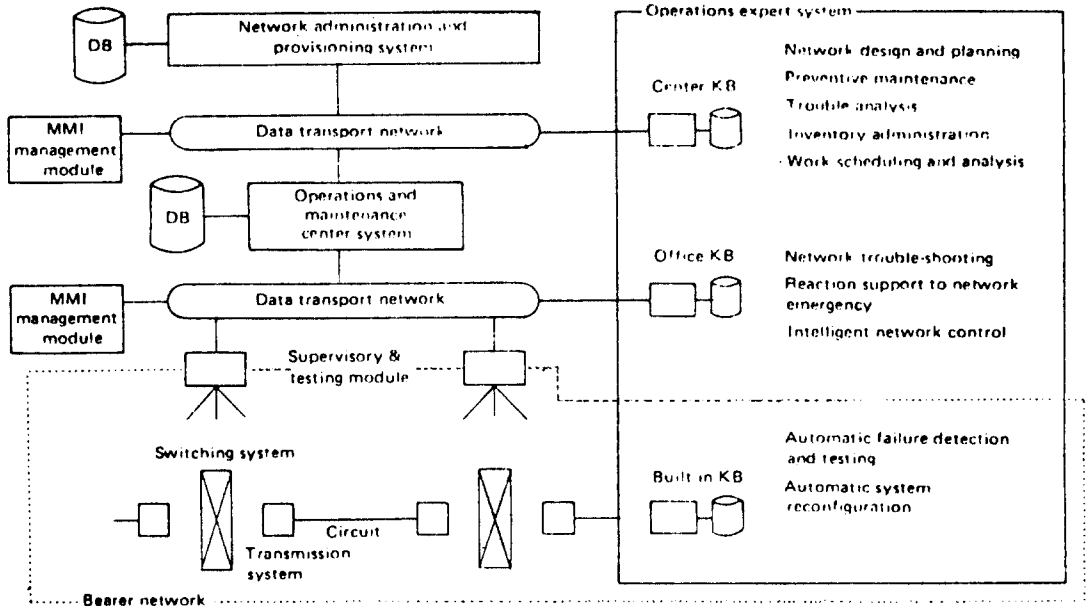 Operations expert system
Network administration and
provisioning system
DB
Network design and planning
Preventive maintenance
Trouble analysis
Inventory administration
Work scheduling and analysis
Center KB
MMI
management
module
Data transport network
Operations and
maintenance
center system
DB
Office KB
Network trouble-shooting
Reaction support to network
emergency
Intelligent network control
MMI
management
module
Data transport network
Supervisory &
testing module
Switching system
Circuit
Transmission
system
Built in KB
Automatic failure detection
and testing
Automatic system
reconfiguration
Bearer network